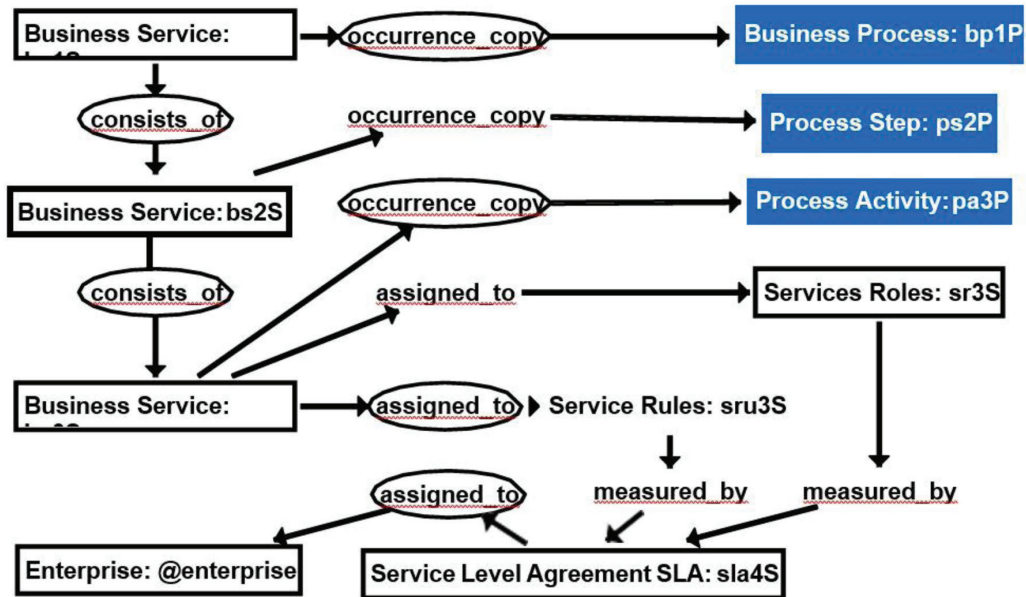 Business Service:
occurrence_copy
Business Process: bp1P
consists_of
occurrence_copy
Process Step: ps2P
Business Service: bs2S
occurrence_copy
Process Activity: pa3P
consists_of
assigned_to
Services Roles: sr3S
Business Service:
assigned_to
Service Rules: sru3S
assigned_to
measured_by
measured_by
Enterprise: @enterprise
Service Level Agreement SLA: sla4S